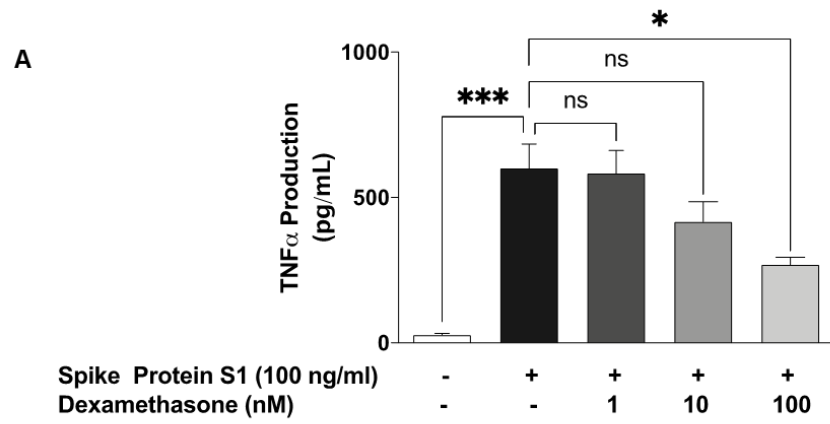 A
*
ns
***
ns
1000
500
0
TNFα Production
(pg/mL)
Spike Protein S1 (100 ng/ml) - + + + +
Dexamethasone (nM) - - 1 10 100